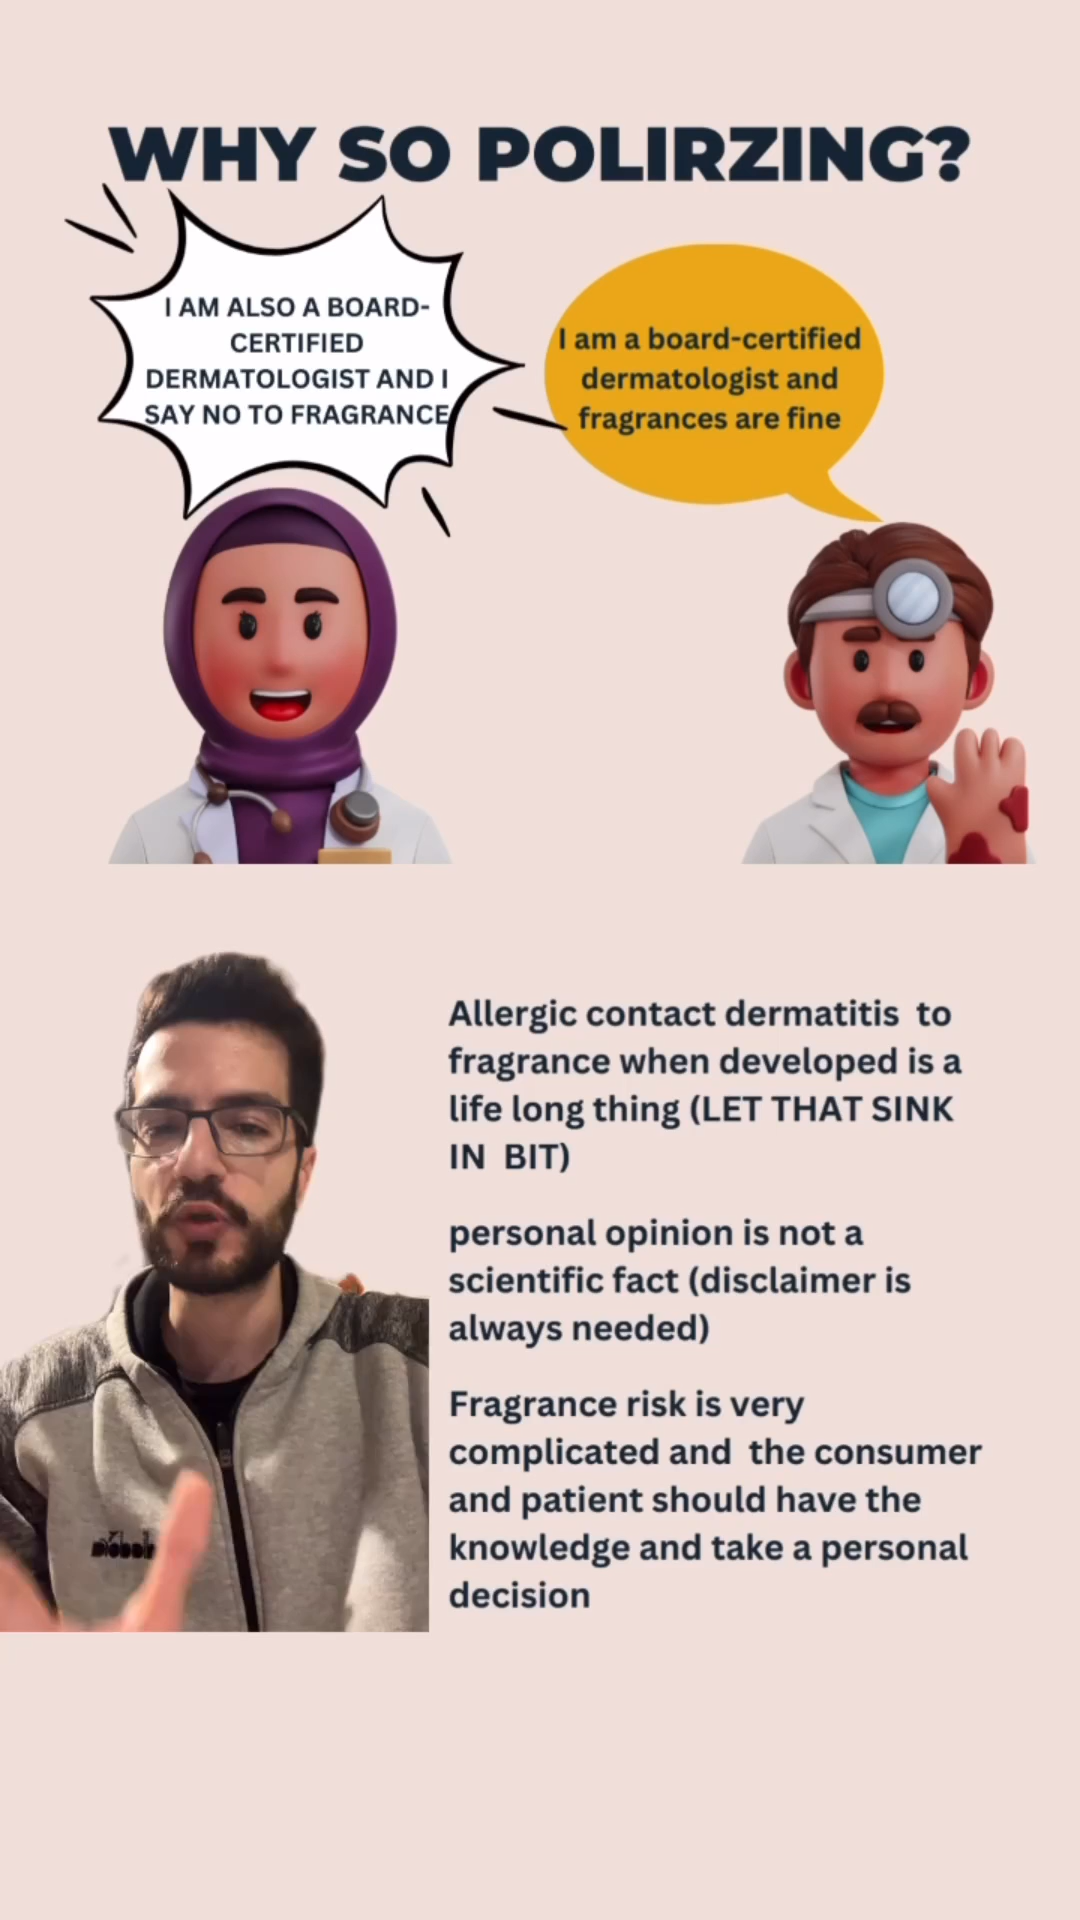 WHY SO POLIRZING?
I AM ALSO A BOARD-
CERTIFIED
DERMATOLOGIST AND I
SAY NO TO FRAGRANCE
I am a board-certified
dermatologist and
fragrances are fine
Allergic contact dermatitis to
fragrance when developed is a
life long thing (LET THAT SINK
IN BIT)
personal opinion is not a
scientific fact (disclaimer is
always needed)
Fragrance risk is very
complicated and the consumer
and patient should have the
knowledge and take a personal
decision